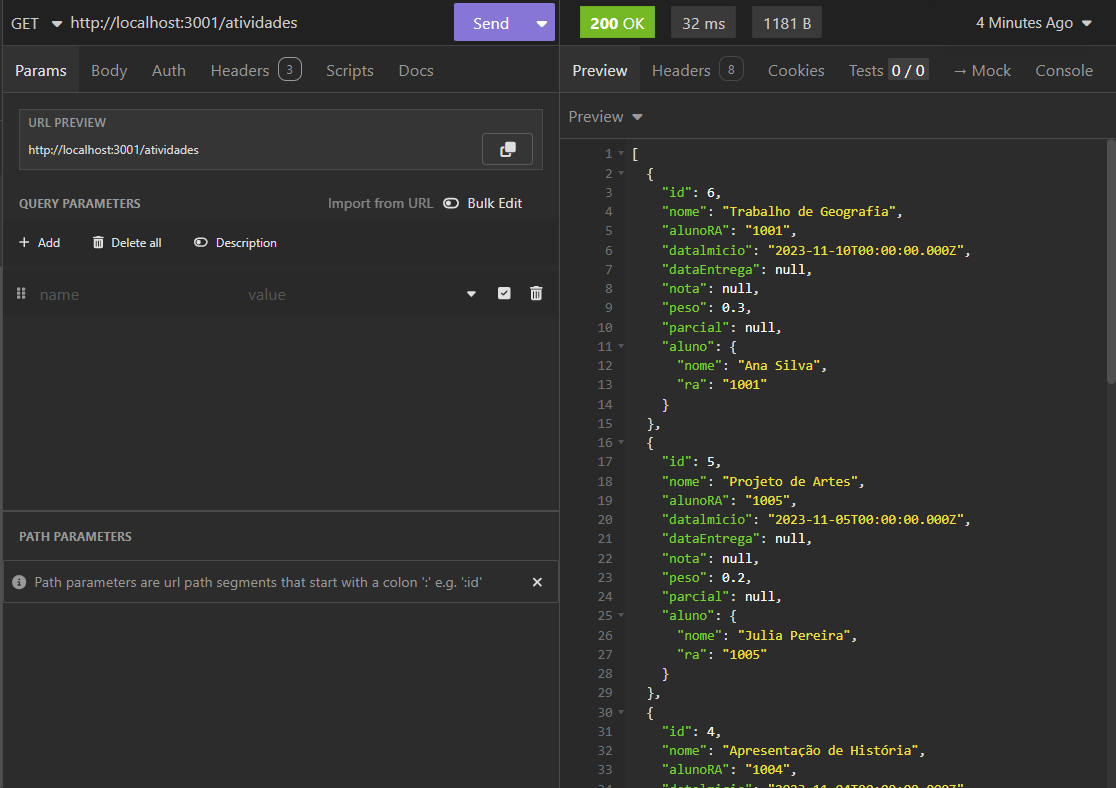 GET http://localhost:3001/atividades Send
200 OK 32 ms 1181 B 4 Minutes Ago
Params Body Auth Headers 3 Scripts Docs
URL PREVIEW
http://localhost:3001/atividades
QUERY PARAMETERS Import from URL Bulk Edit
+ Add Delete all Description
name value
PATH PARAMETERS
Path parameters are url path segments that start with a colon ':' e.g. ':id'
Preview Headers 8 Cookies Tests 0 / 0 → Mock Console
Preview
1 [
2 {
3 "id": 6,
4 "nome": "Trabalho de Geografia",
5 "alunoRA": "1001",
6 "datalmicio": "2023-11-10T00:00:00.000Z",
7 "dataEntrega": null,
8 "nota": null,
9 "peso": 0.3,
10 "parcial": null,
11 "aluno": {
12 "nome": "Ana Silva",
13 "ra": "1001"
14 }
15 },
16 {
17 "id": 5,
18 "nome": "Projeto de Artes",
19 "alunoRA": "1005",
20 "datalmicio": "2023-11-05T00:00:00.000Z",
21 "dataEntrega": null,
22 "nota": null,
23 "peso": 0.2,
24 "parcial": null,
25 "aluno": {
26 "nome": "Julia Pereira",
27 "ra": "1005"
28 }
29 },
30 {
31 "id": 4,
32 "nome": "Apresentação de História",
33 "alunoRA": "1004",